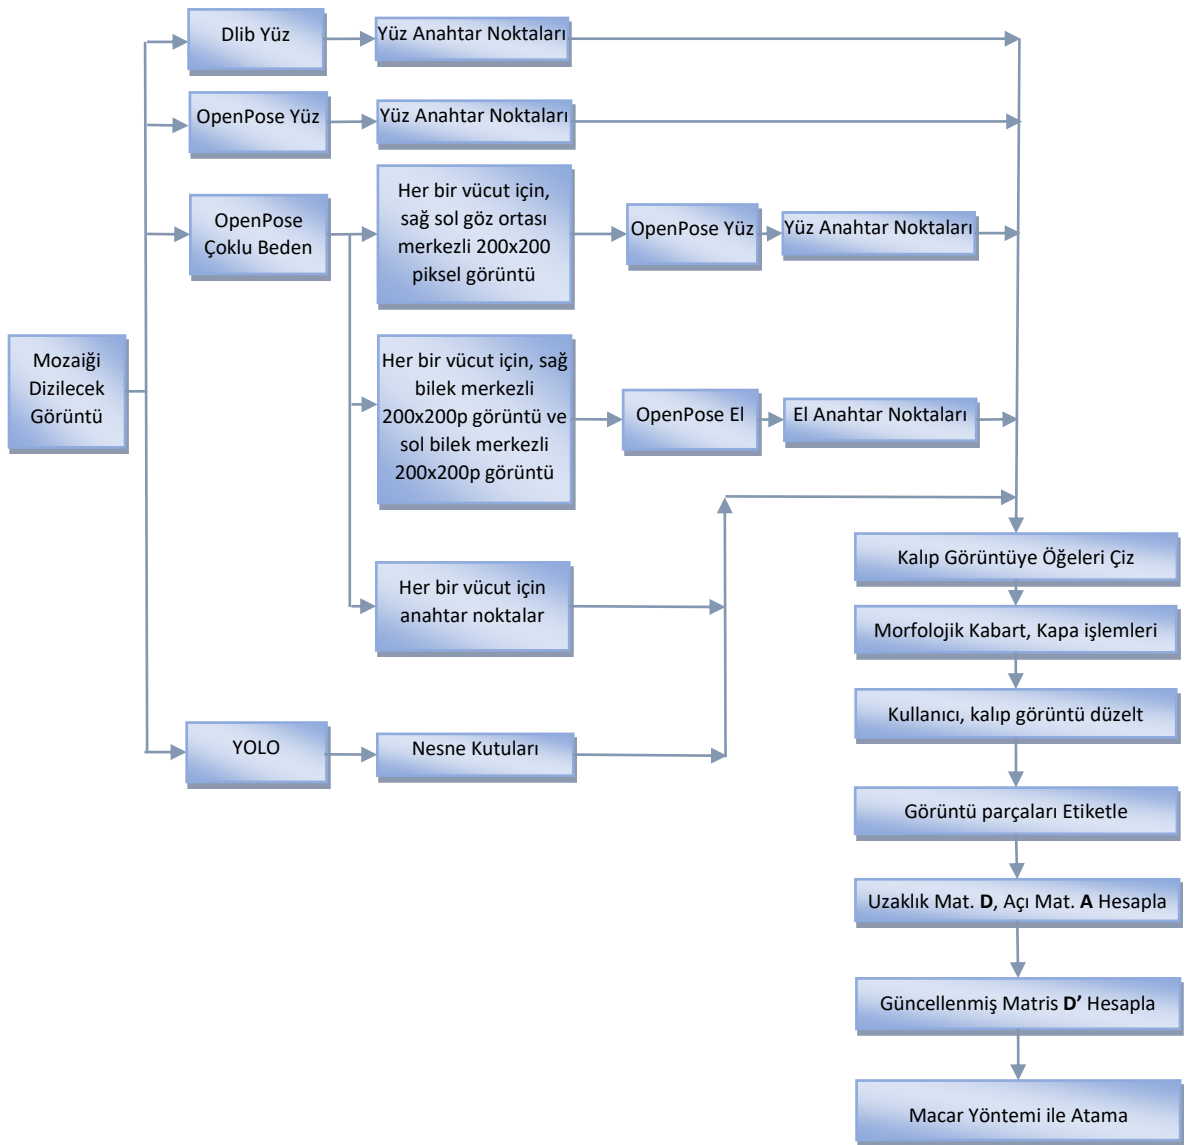 Dlib Yüz
Yüz Anahtar Noktaları
OpenPose Yüz
Yüz Anahtar Noktaları
OpenPose
Çoklu Beden
Her bir vücut için,
sağ sol göz ortası
merkezli 200x200
piksel görüntü
OpenPose Yüz
Yüz Anahtar Noktaları
Mozaiği
Dizilecek
Görüntü
Her bir vücut için, sağ
bilek merkezli
200x200p görüntü ve
sol bilek merkezli
200x200p görüntü
OpenPose El
El Anahtar Noktaları
Her bir vücut için
anahtar noktalar
YOLO
Nesne Kutuları
Kalıp Görüntüye Öğeleri Çiz
Morfolojik Kabart, Kapa işlemleri
Kullanıcı, kalıp görüntü düzelt
Görüntü parçaları Etiketle
Uzaklık Mat. D, Açı Mat. A Hesapla
Güncellenmiş Matris D’ Hesapla
Macar Yöntemi ile Atama